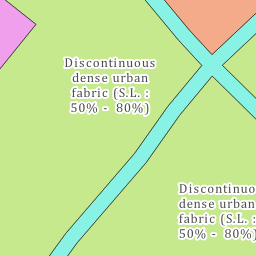 Discontinuous
dense urban
fabric (S.L. :
50% - 80%)
Discontinuo
dense urban
fabric (S.L. :
50% - 80%)